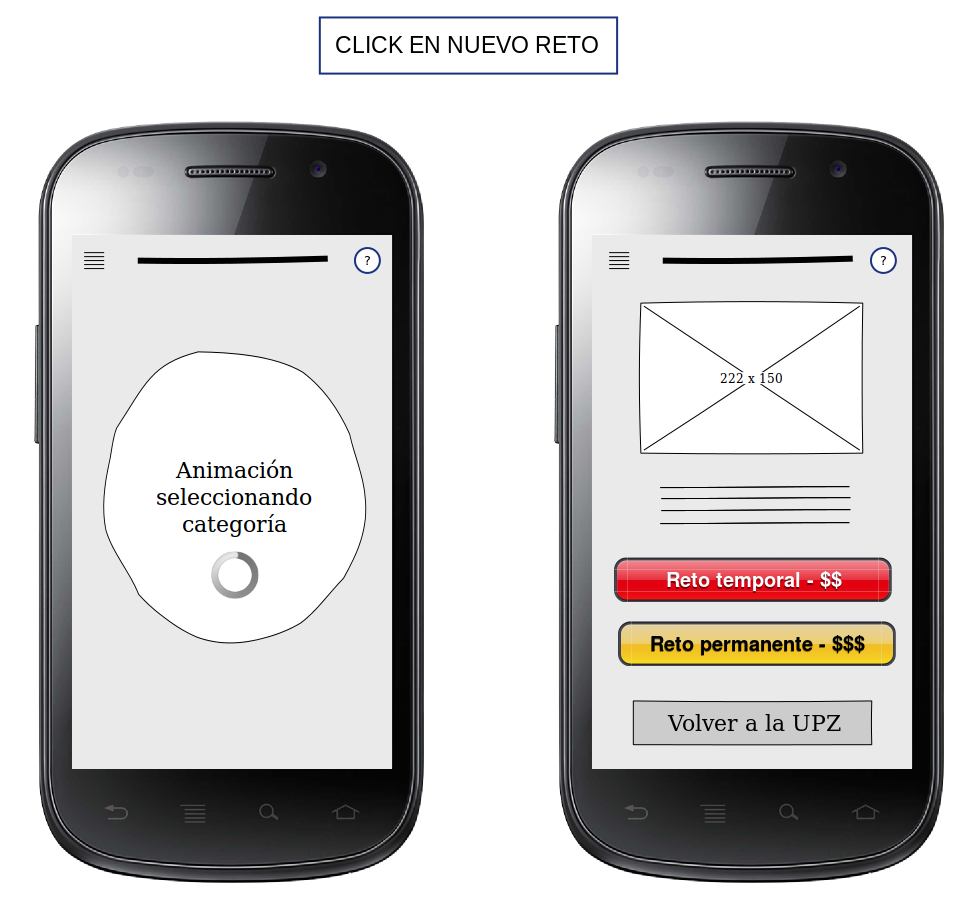 CLICK EN NUEVO RETO
?
Animación
seleccionando
categoría
?
222 x 150
Reto temporal - $$
Reto permanente - $$$
Volver a la UPZ